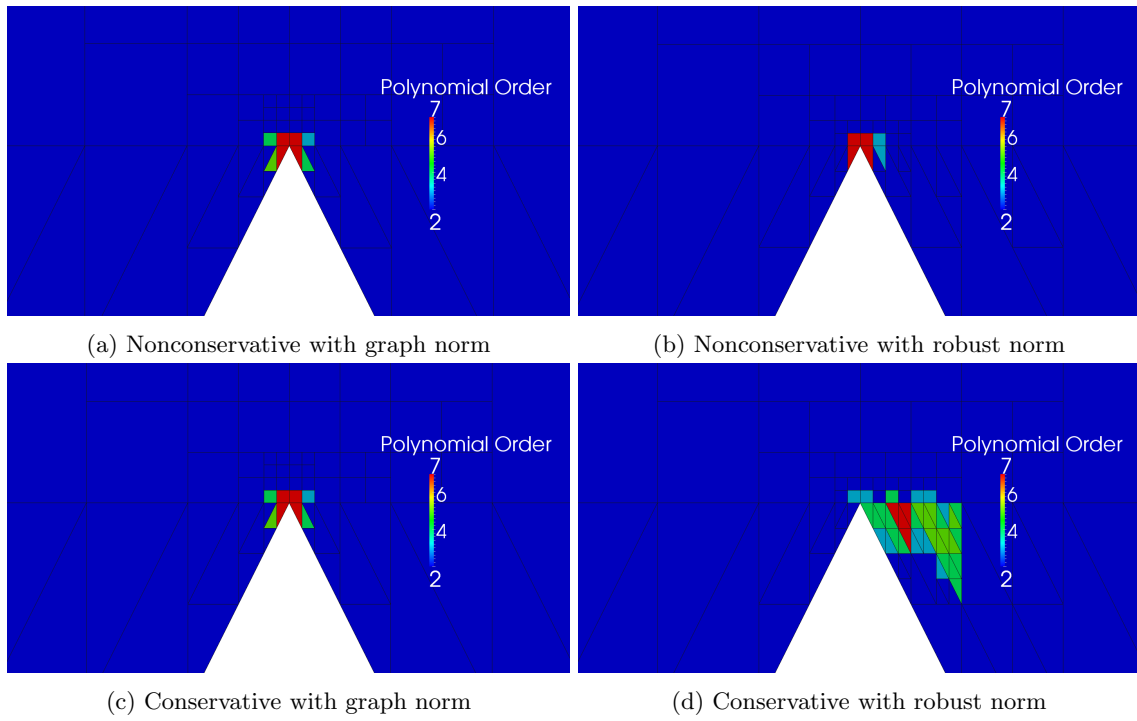 Polynomial Order
7
6
4
2
Polynomial Order
7
6
4
2
(a) Nonconservative with graph norm
(b) Nonconservative with robust norm
Polynomial Order
7
6
4
2
Polynomial Order
7
6
4
2
(c) Conservative with graph norm
(d) Conservative with robust norm